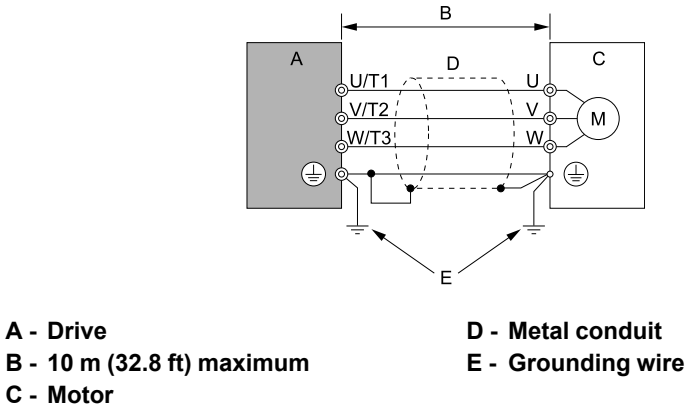 B
A
D
C
U/T1
U
V/T2
V
M
W/T3
W
E
A - Drive
B - 10 m (32.8 ft) maximum
C - Motor
D - Metal conduit
E - Grounding wire